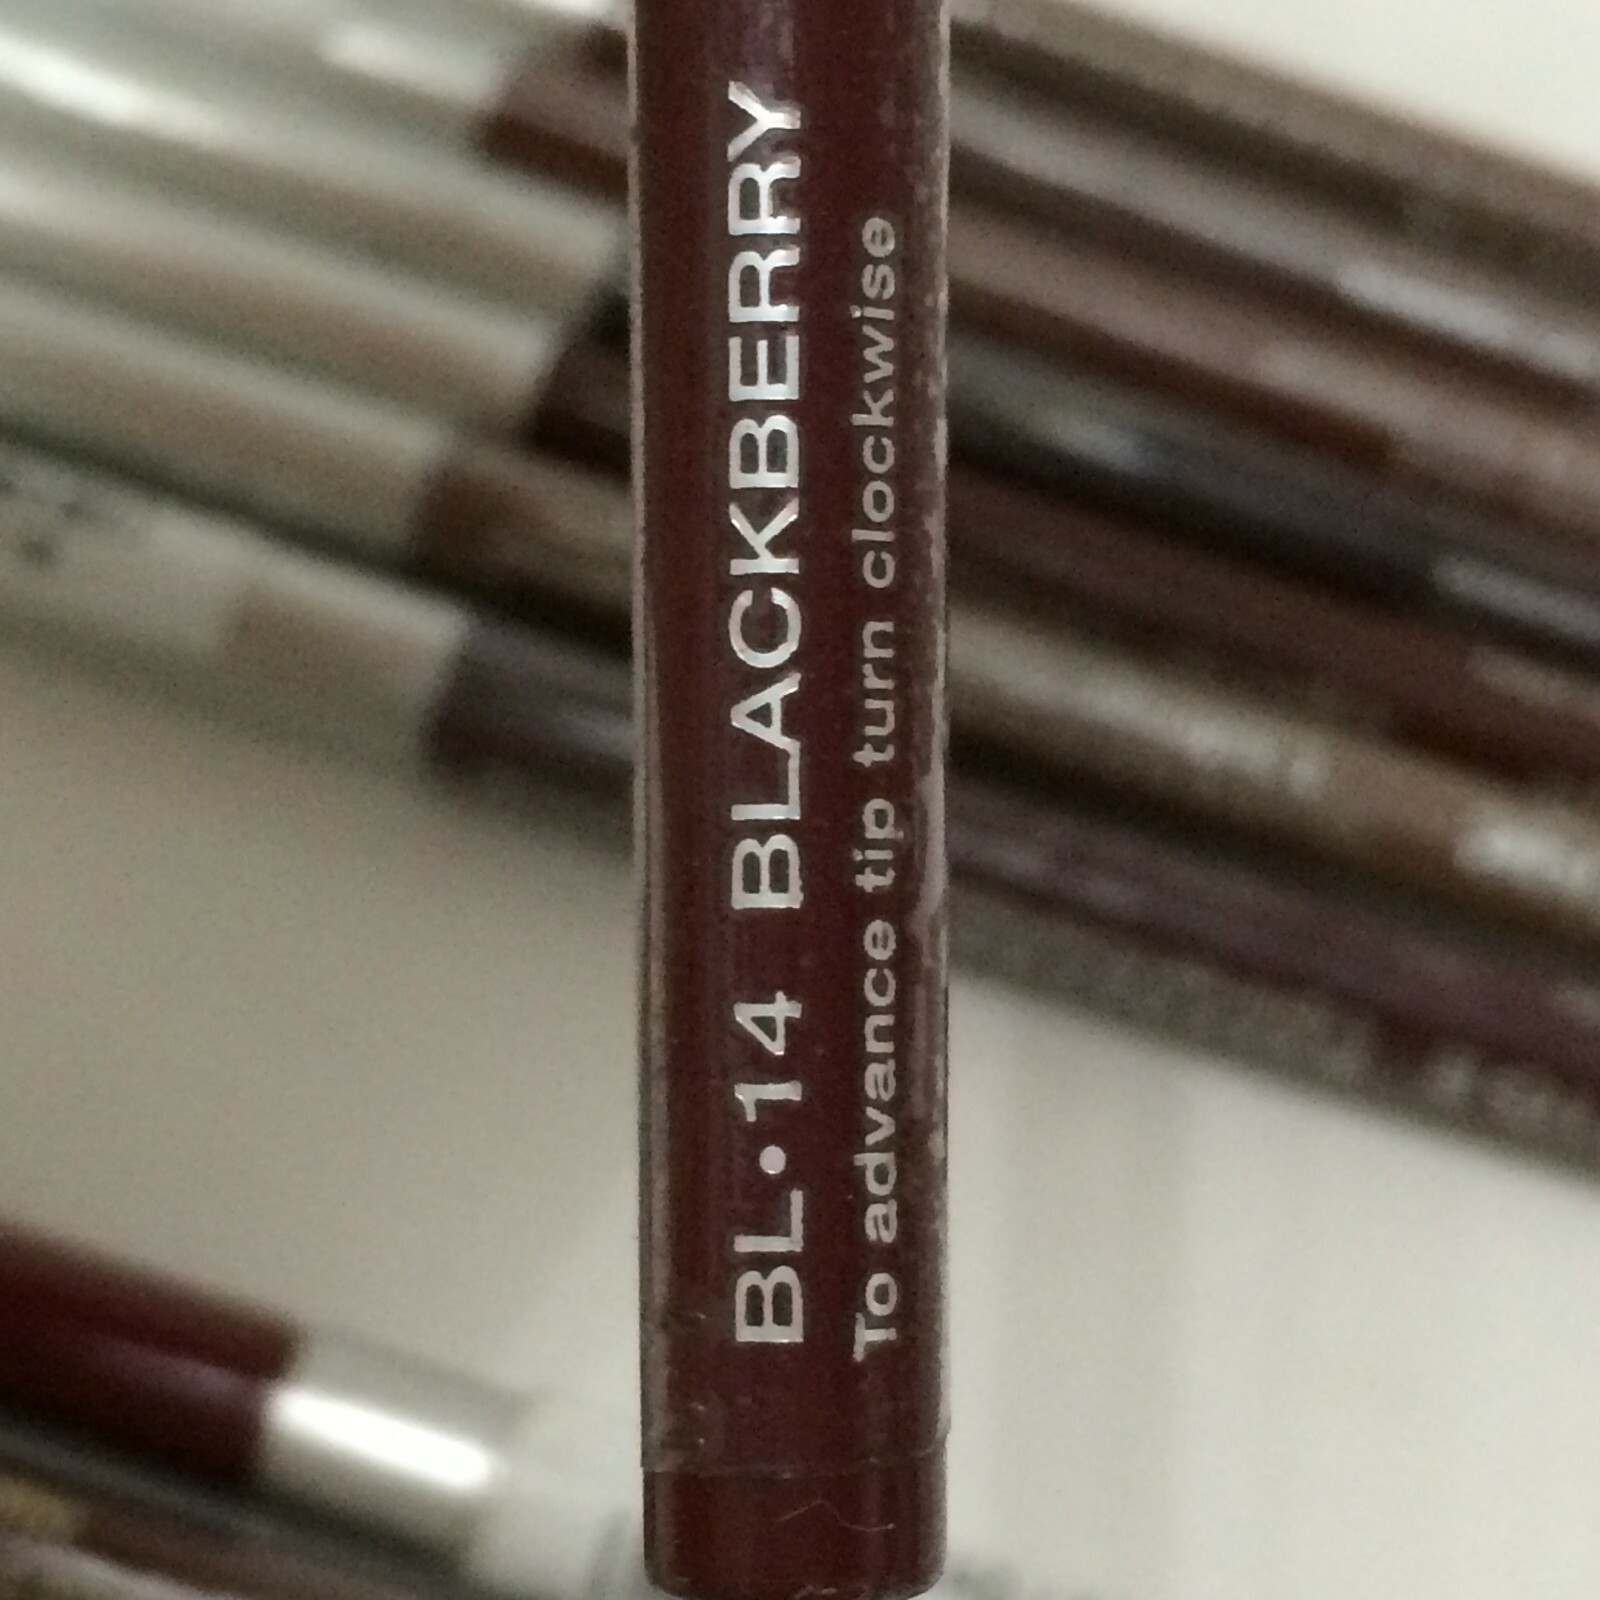 BL•14 BLACKBERRY
To advance tip turn clockwise